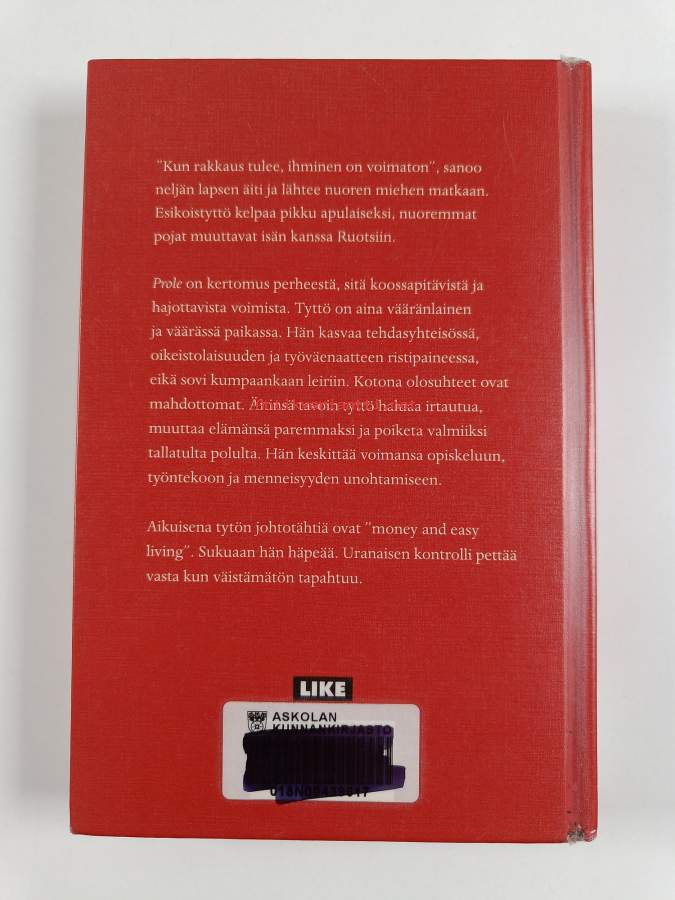 "Kun rakkaus tulee, ihminen on voimaton", sanoo
neljän lapsen äiti ja lähtee nuoren miehen matkaan.
Esikoistyttö kelpaa pikku apulaiseksi, nuoremmat
pojat muuttavat isän kanssa Ruotsiin.
Prole on kertomus perheestä, sitä koossapitävistä ja
hajottavista voimista. Tyttö on aina vääränlainen
ja väärässä paikassa. Hän kasvaa tehdasyhteisössä,
oikeistolaisuuden ja työväenaatteen ristipaineessa,
eikä sovi kumpaankaan leiriin. Kotona olosuhteet ovat
mahdottomat. Äitinsä tavoin tyttö haluaa irtautua,
muuttaa elämänsä paremmaksi ja poiketa valmiiksi
tallatulta polulta. Hän keskittää voimansa opiskeluun,
työntekoon ja menneisyyden unohtamiseen.
Aikuisena tytön johtotähtiä ovat "money and easy
living". Sukuaan hän häpeää. Uranaisen kontrolli pettää
vasta kun väistämätön tapahtuu.
LIKE
ASKOLAN
KUNNANKIRJASTO